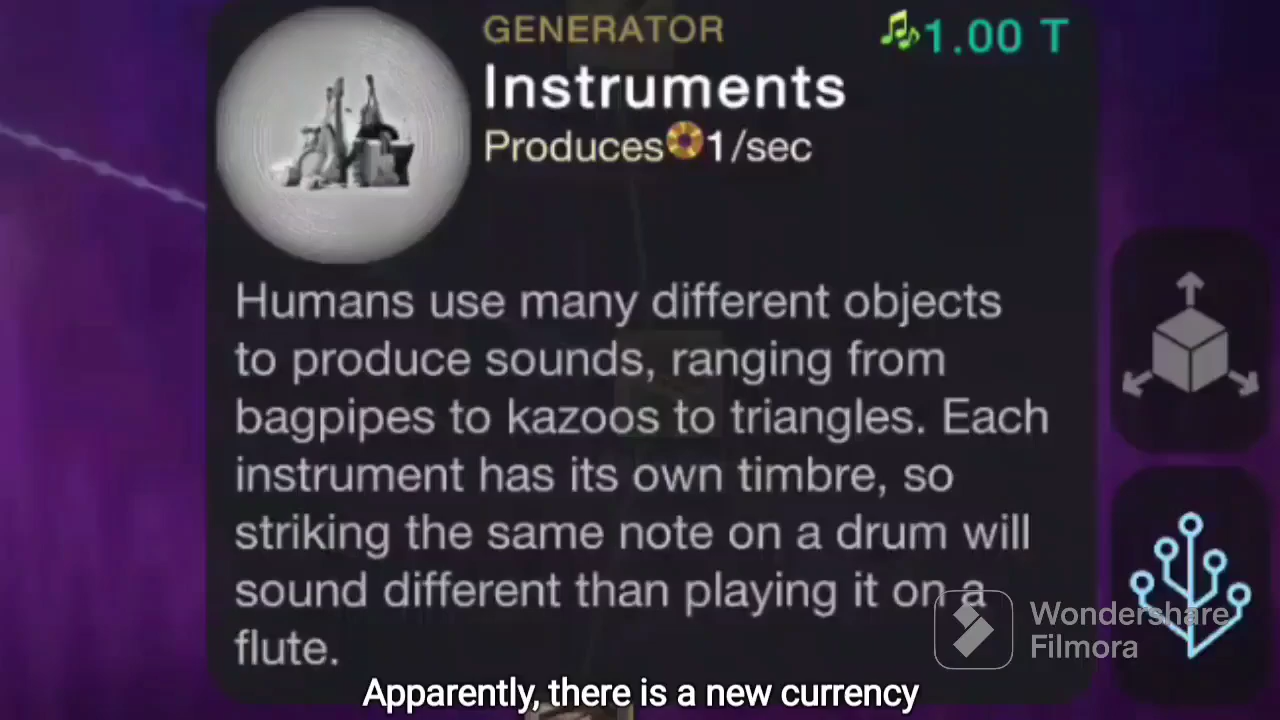 GENERATOR
1.00 T
Instruments
Produces 1/sec
Humans use many different objects
to produce sounds, ranging from
bagpipes to kazoos to triangles. Each
instrument has its own timbre, so
striking the same note on a drum will
sound different than playing it on a
flute.
Wondershare
Filmora
Apparently, there is a new currency